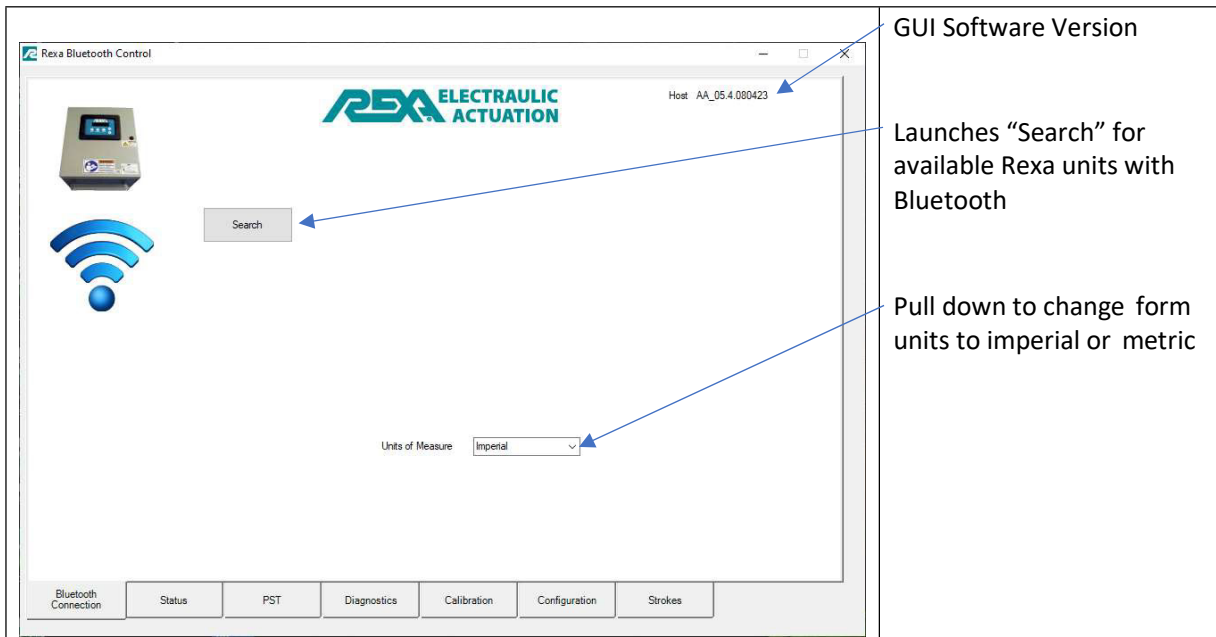 GUI Software Version
Rexa Bluetooth Control
REXA ELECTRAULIC
ACTUATION
Host AA_05.4.080423
Launches “Search” for
available Rexa units with
Bluetooth
Search
Pull down to change form
units to imperial or metric
Units of Measure Imperial
Bluetooth
Connection
Status
PST
Diagnostics
Calibration
Configuration
Strokes